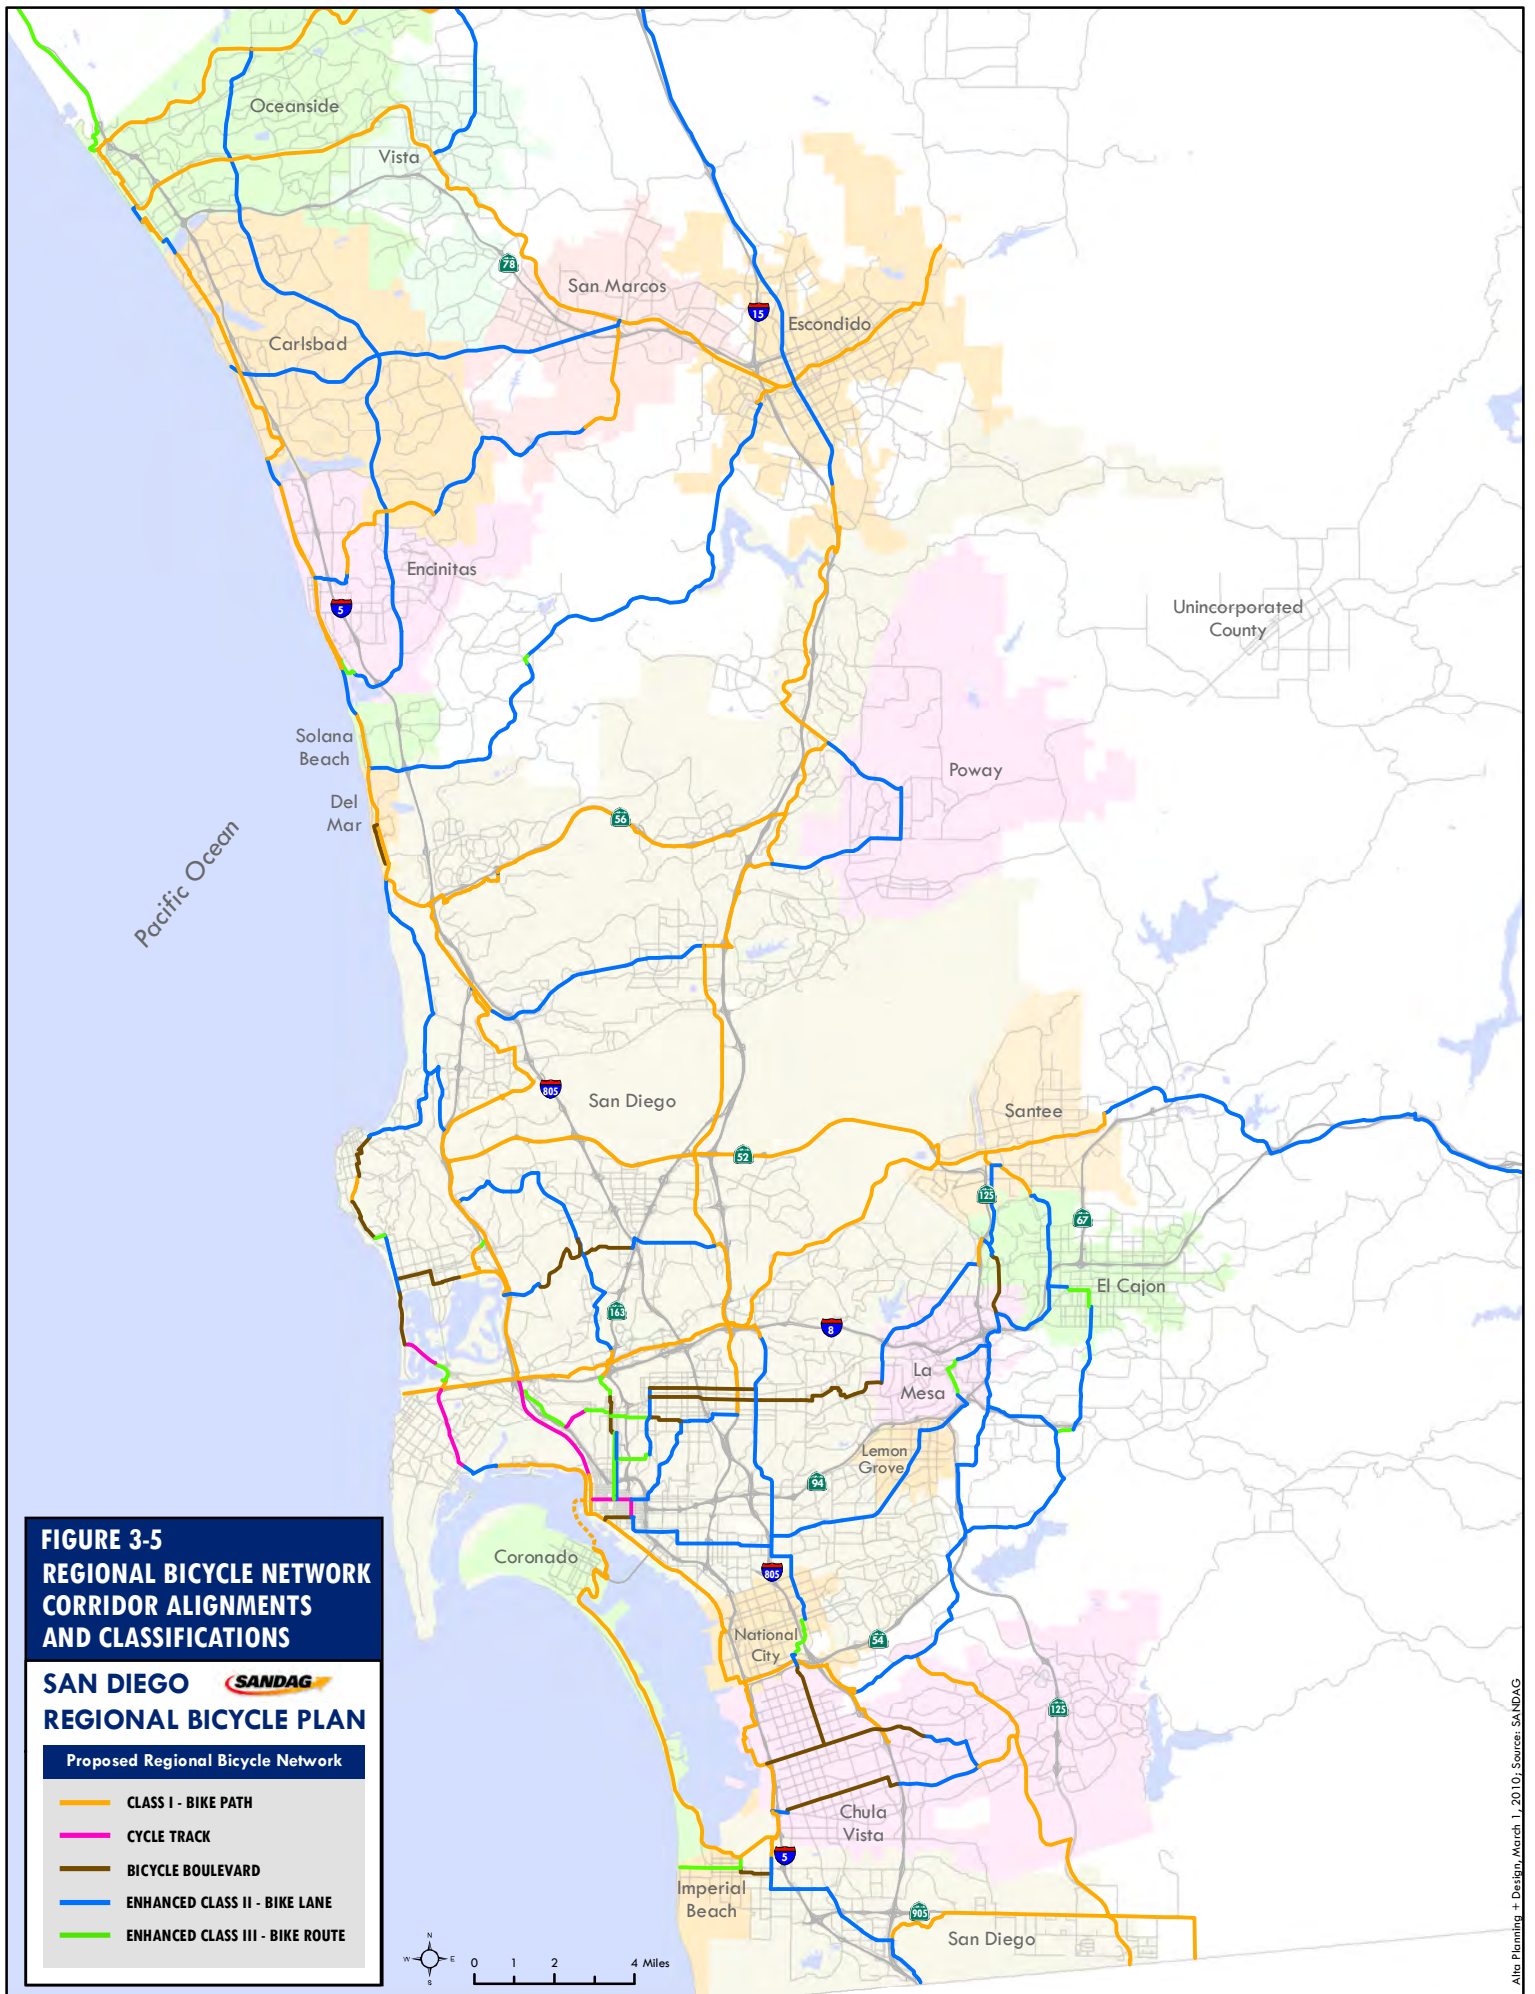 Oceanside
Vista
78
San Marcos
15
Escondido
Carlsbad
Encinitas
5
Unincorporated
County
Solana
Beach
Del
Mar
Poway
56
Pacific Ocean
805
San Diego
Santee
52
125
67
El Cajon
163
8
La
Mesa
Lemon
Grove
94
Coronado
805
National
City
54
125
Chula
Vista
5
Imperial
Beach
905
San Diego
FIGURE 3-5
REGIONAL BICYCLE NETWORK
CORRIDOR ALIGNMENTS
AND CLASSIFICATIONS
SAN DIEGO SANDAG
REGIONAL BICYCLE PLAN
Proposed Regional Bicycle Network
CLASS I - BIKE PATH
CYCLE TRACK
BICYCLE BOULEVARD
ENHANCED CLASS II - BIKE LANE
ENHANCED CLASS III - BIKE ROUTE
N
W E
S
0 1 2 4 Miles
Alta Planning + Design, March 1, 2010; Source: SANDAG